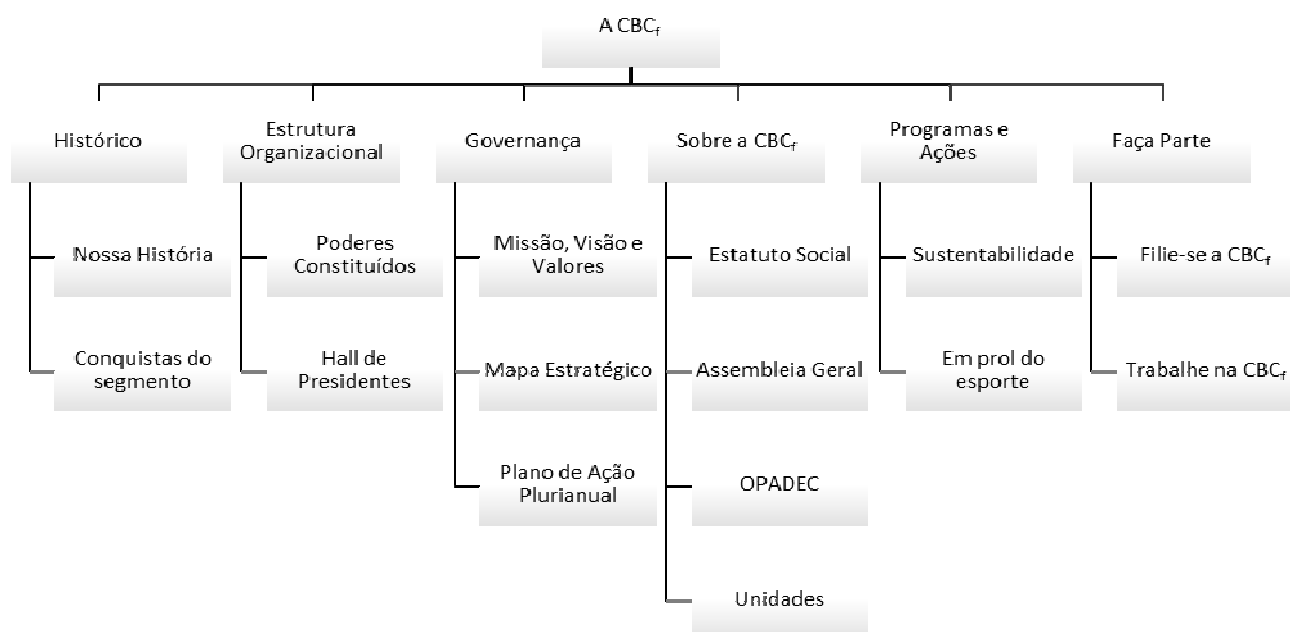 A CBCf
Histórico
Estrutura
Organizacional
Governança
Sobre a CBCf
Programas e
Ações
Faça Parte
Nossa História
Poderes
Constituídos
Missão, Visão e
Valores
Estatuto Social
Sustentabilidade
Filie-se a CBCf
Conquistas do
segmento
Hall de
Presidentes
Mapa Estratégico
Assembleia Geral
Em prol do
esporte
Trabalhe na CBCf
Plano de Ação
Plurianual
OPADEC
Unidades